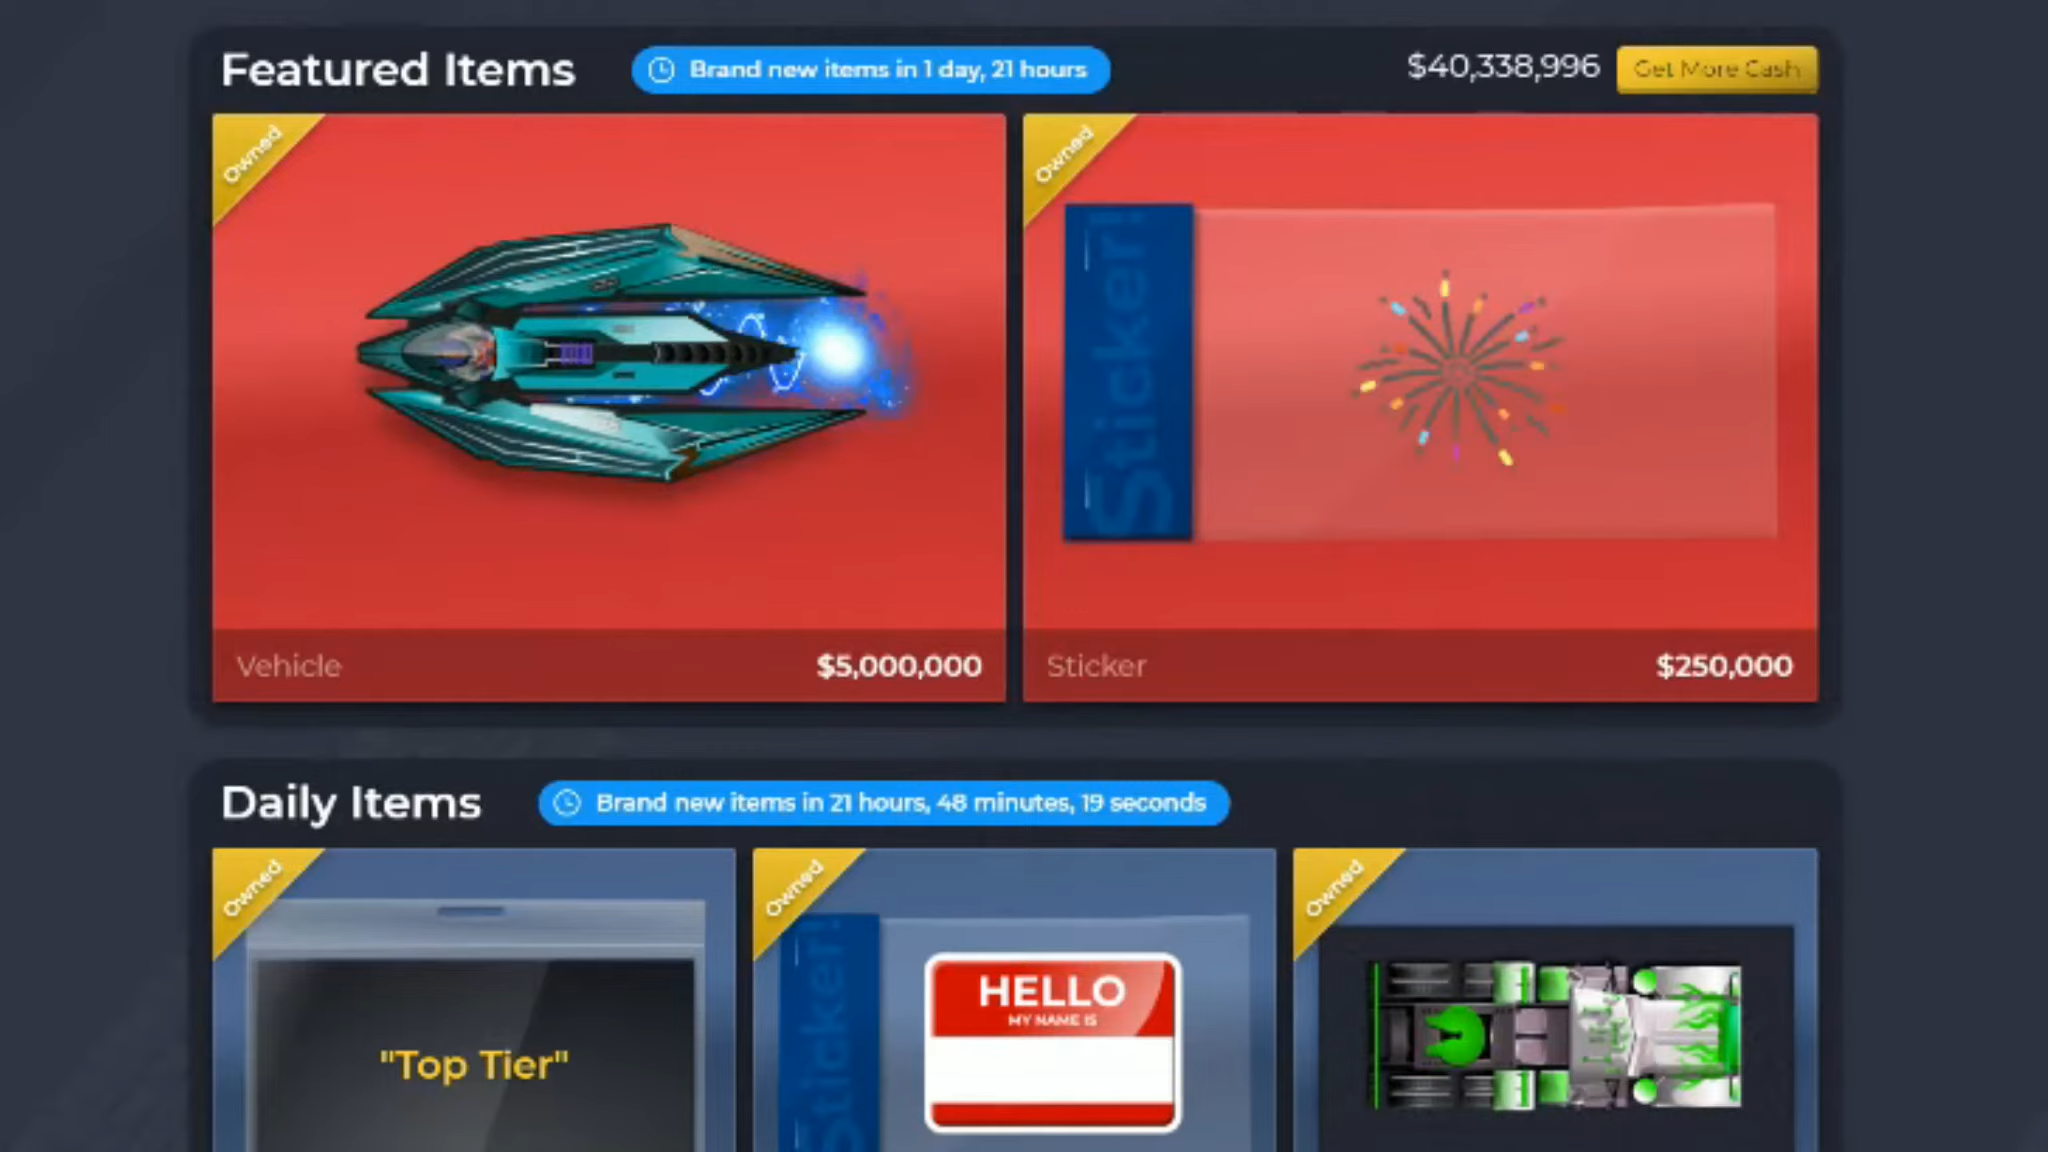 Featured Items
Brand new items in 1 day, 21 hours
$40,338,996
Get More Cash
Owned
Owned
Sticker!
Vehicle
$5,000,000
Sticker
$250,000
Daily Items
Brand new items in 21 hours, 48 minutes, 19 seconds
Owned
Owned
Owned
"Top Tier"
Sticker!
HELLO
MY NAME IS